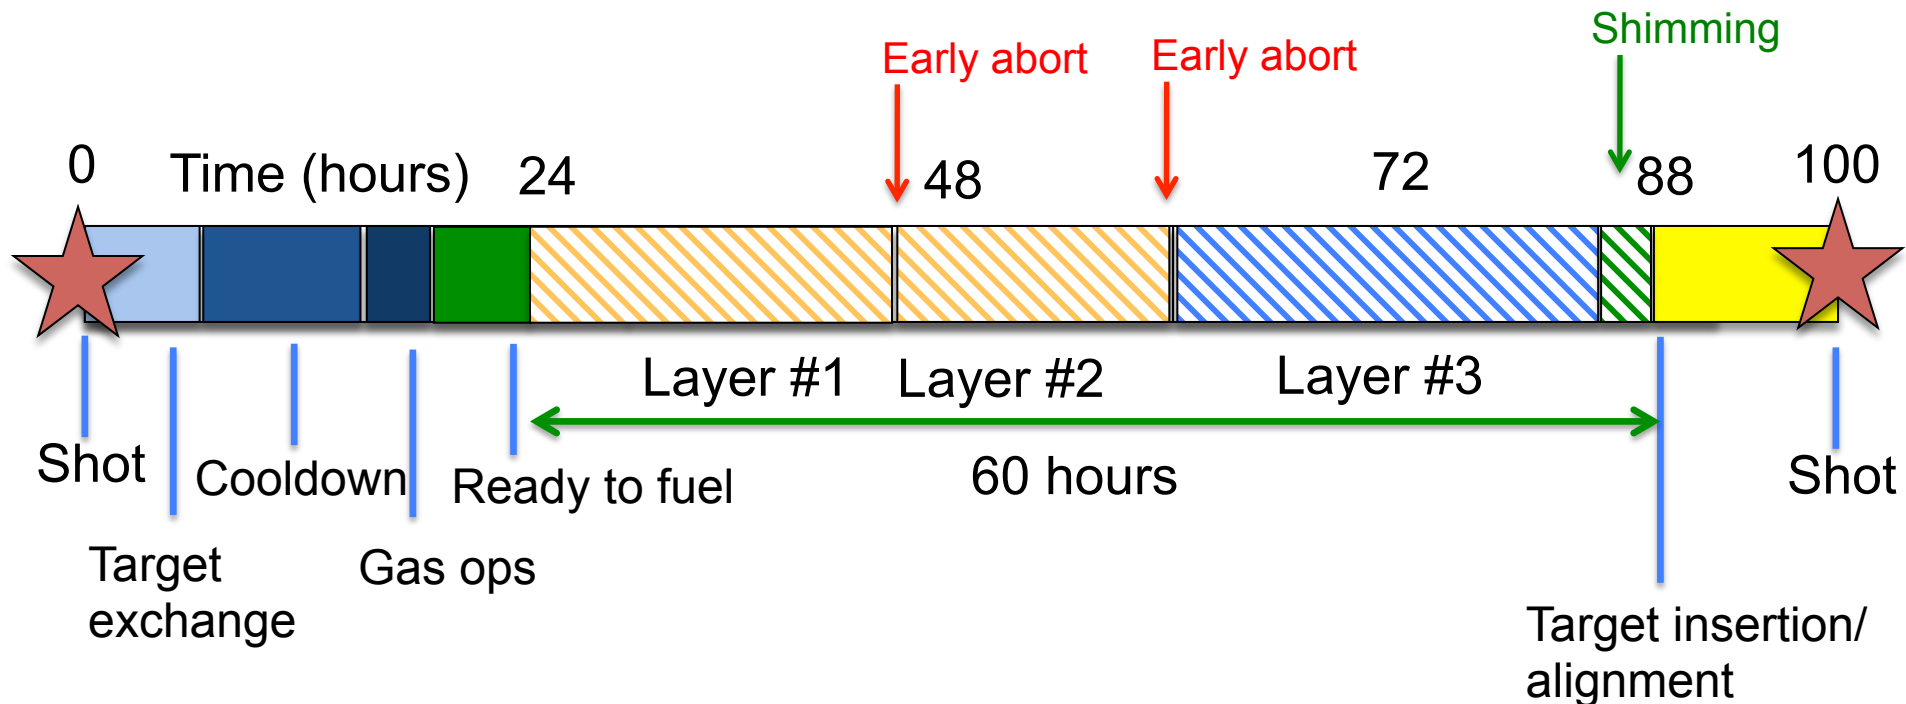 Shimming
Early abort
Early abort
0
Time (hours)
24
48
72
88
100
Layer #1
Layer #2
Layer #3
Shot
Cooldown
Ready to fuel
60 hours
Shot
Target
exchange
Gas ops
Target insertion/
alignment